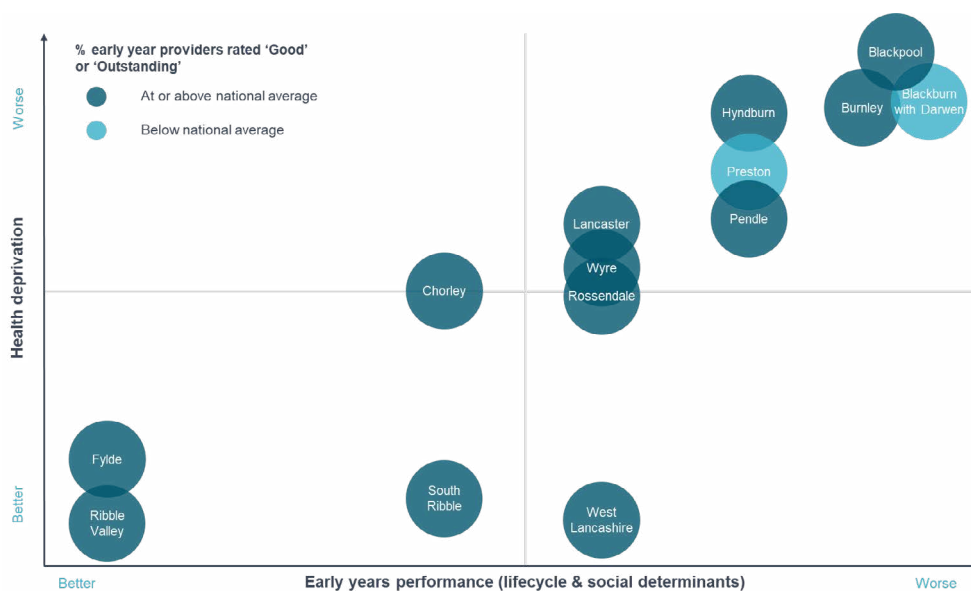 % early year providers rated ‘Good’
or ‘Outstanding’
At or above national average
Below national average
Worse
Health deprivation
Better
Blackpool
Blackburn
with Darwen
Burnley
Hyndburn
Preston
Pendle
Lancaster
Wyre
Rossendale
Chorley
Fylde
Ribble
Valley
South
Ribble
West
Lancashire
Better
Early years performance (lifecycle & social determinants)
Worse